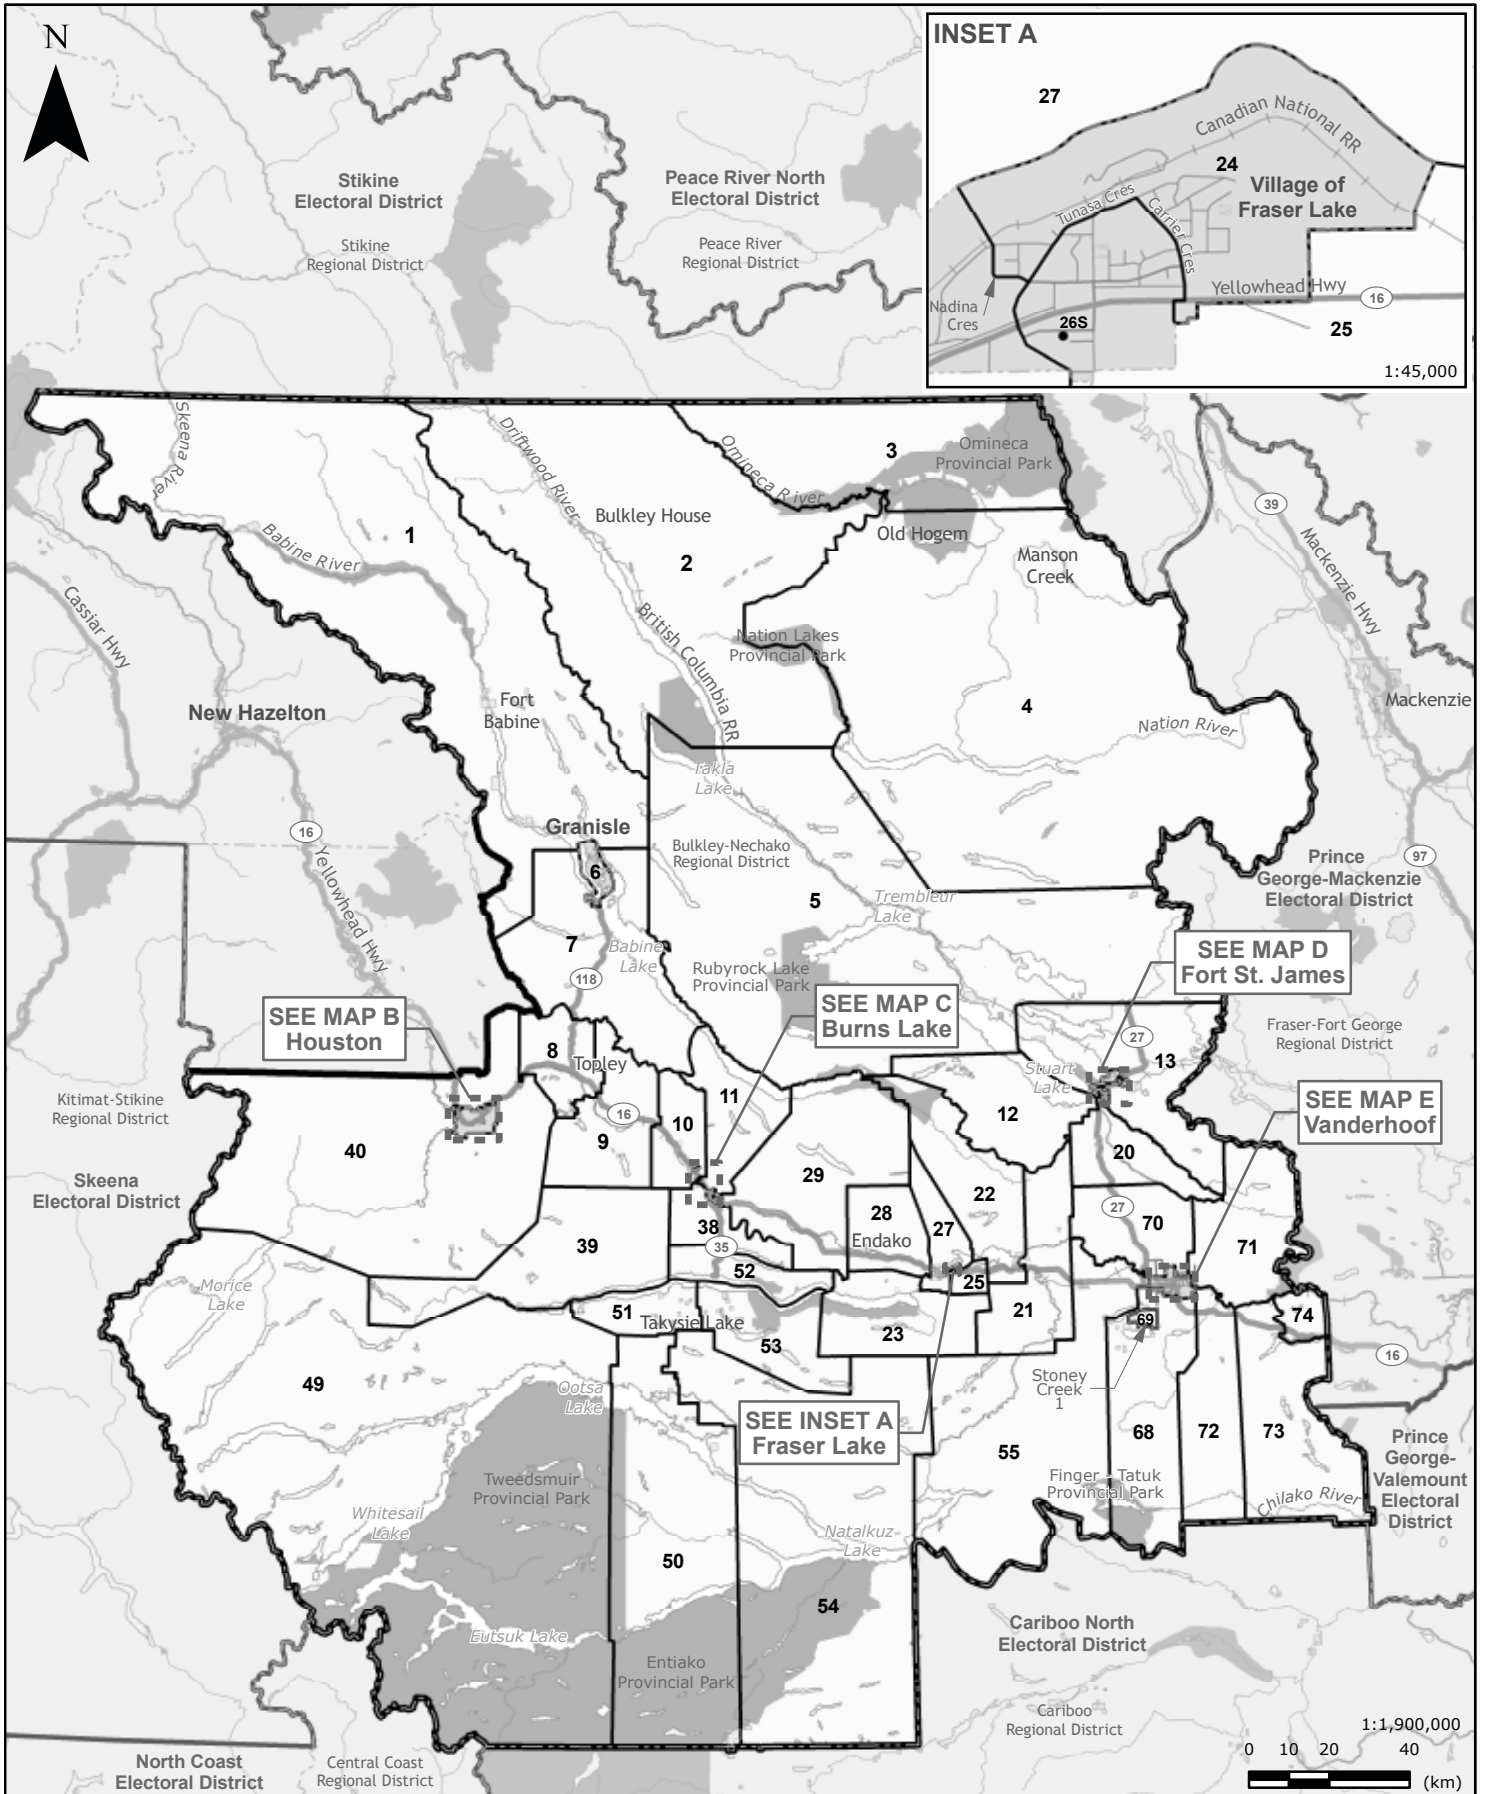 N
INSET A
27
Canadian National RR
24
Village of
Fraser Lake
Tunasa Cres
Carrier Cres
Yellowhead Hwy
16
Nadina
Cres
26S
25
1:45,000
Stikine
Electoral District
Stikine
Regional District
Peace River North
Electoral District
Peace River
Regional District
Skeena River
Driftwood River
Omineca River
3
Omineca
Provincial Park
39
Mackenzie Hwy
Babine River
1
Bulkley House
2
Old Hogem
Manson
Creek
Cassiar Hwy
British Columbia RR
Nation Lakes
Provincial Park
Fort
Babine
4
Nation River
Mackenzie
New Hazelton
Takla
Lake
16
Yellowhead Hwy
Granisle
6
Bulkley-Nechako
Regional District
97
Prince
George-Mackenzie
Electoral District
5
Trembleur
Lake
7
Babine
Lake
118
Rubyrock Lake
Provincial Park
SEE MAP D
Fort St. James
SEE MAP B
Houston
SEE MAP C
Burns Lake
Fraser-Fort George
Regional District
27
13
8
Topley
Stuart
Lake
SEE MAP E
Vanderhoof
Kitimat-Stikine
Regional District
11
16
10
12
9
40
20
Skeena
Electoral District
29
22
27
28
27
70
38
Endako
35
39
71
52
25
Morice
Lake
51
Takysie Lake
21
69
74
23
53
16
49
Stoney
Creek
1
Ootsa
Lake
SEE INSET A
Fraser Lake
55
68
72
73
Prince
George-
Valemount
Electoral
District
Tweedsmuir
Provincial Park
Finger - Tatuk
Provincial Park
Chilako River
Whitesail
Lake
Natalkuz
Lake
50
54
Eutsuk Lake
Cariboo North
Electoral District
Entiako
Provincial Park
Cariboo
Regional District
1:1,900,000
North Coast
Electoral District
Central Coast
Regional District
0 10 20 40
(km)